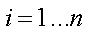 i = 1 ... n